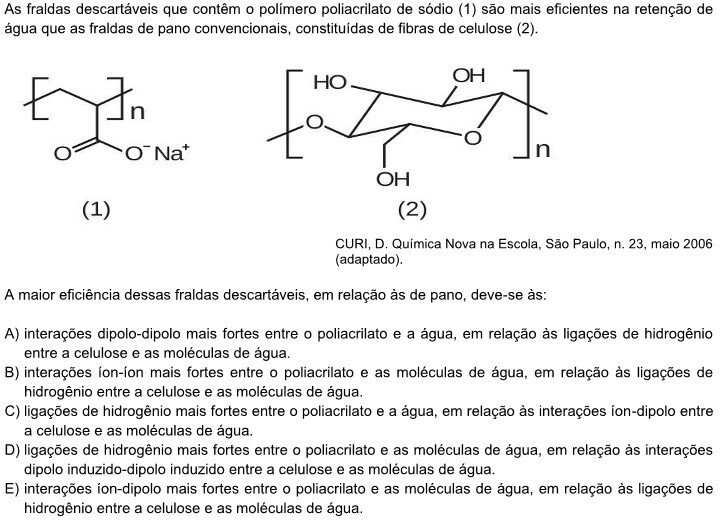 As fraldas descartáveis que contêm o polímero poliacrilato de sódio (1) são mais eficientes na retenção de
água que as fraldas de pano convencionais, constituídas de fibras de celulose (2).
n
O
O⁻ Na⁺
(1)
HO
OH
O
O
OH
n
(2)
CURI, D. Química Nova na Escola, São Paulo, n. 23, maio 2006
(adaptado).
A maior eficiência dessas fraldas descartáveis, em relação às de pano, deve-se às:
A) interações dipolo-dipolo mais fortes entre o poliacrilato e a água, em relação às ligações de hidrogênio
entre a celulose e as moléculas de água.
B) interações íon-íon mais fortes entre o poliacrilato e as moléculas de água, em relação às ligações de
hidrogênio entre a celulose e as moléculas de água.
C) ligações de hidrogênio mais fortes entre o poliacrilato e a água, em relação às interações íon-dipolo entre
a celulose e as moléculas de água.
D) ligações de hidrogênio mais fortes entre o poliacrilato e as moléculas de água, em relação às interações
dipolo induzido-dipolo induzido entre a celulose e as moléculas de água.
E) interações íon-dipolo mais fortes entre o poliacrilato e as moléculas de água, em relação às ligações de
hidrogênio entre a celulose e as moléculas de água.